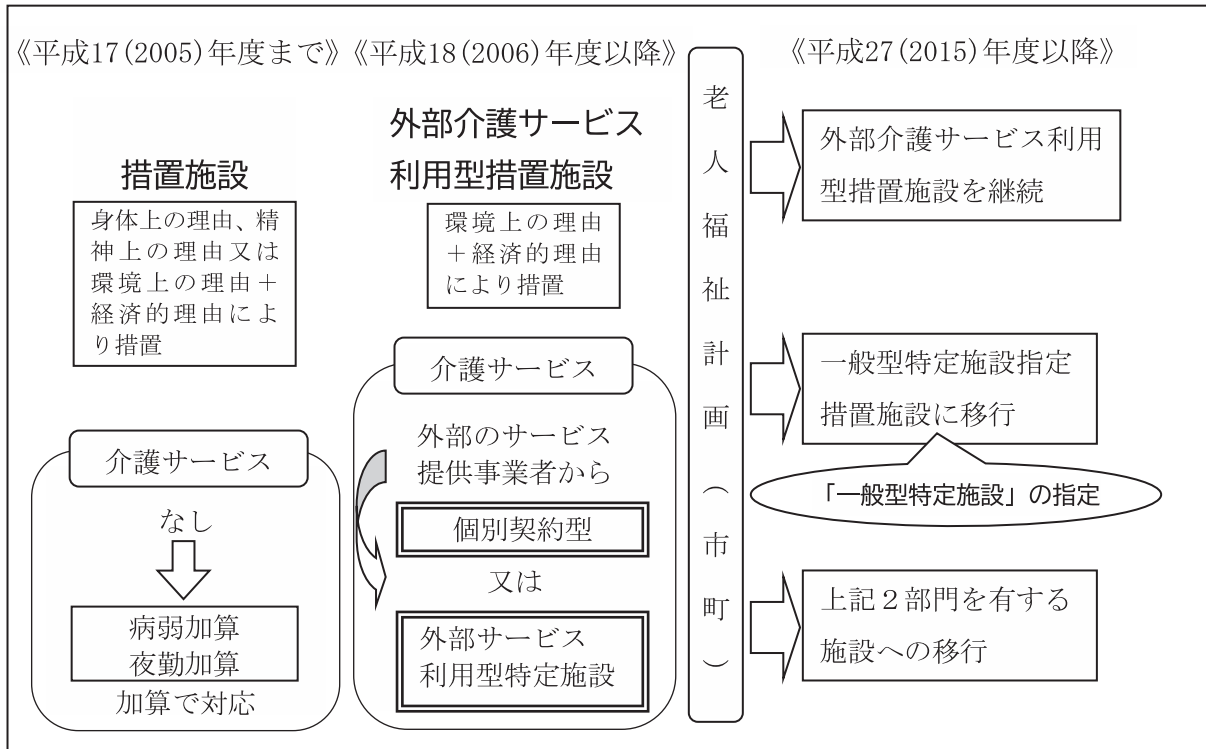 《平成17(2005)年度まで》
措置施設
身体上の理由、精
神上の理由又は
環境上の理由＋
経済的理由によ
り措置
介護サービス
なし
病弱加算
夜勤加算
加算で対応
《平成18(2006)年度以降》
外部介護サービス
利用型措置施設
環境上の理由
＋経済的理由
により措置
介護サービス
外部のサービス
提供事業者から
個別契約型
又は
外部サービス
利用型特定施設
老人福祉計画（市町）
《平成27(2015)年度以降》
外部介護サービス利用
型措置施設を継続
一般型特定施設指定
措置施設に移行
「一般型特定施設」の指定
上記２部門を有する
施設への移行